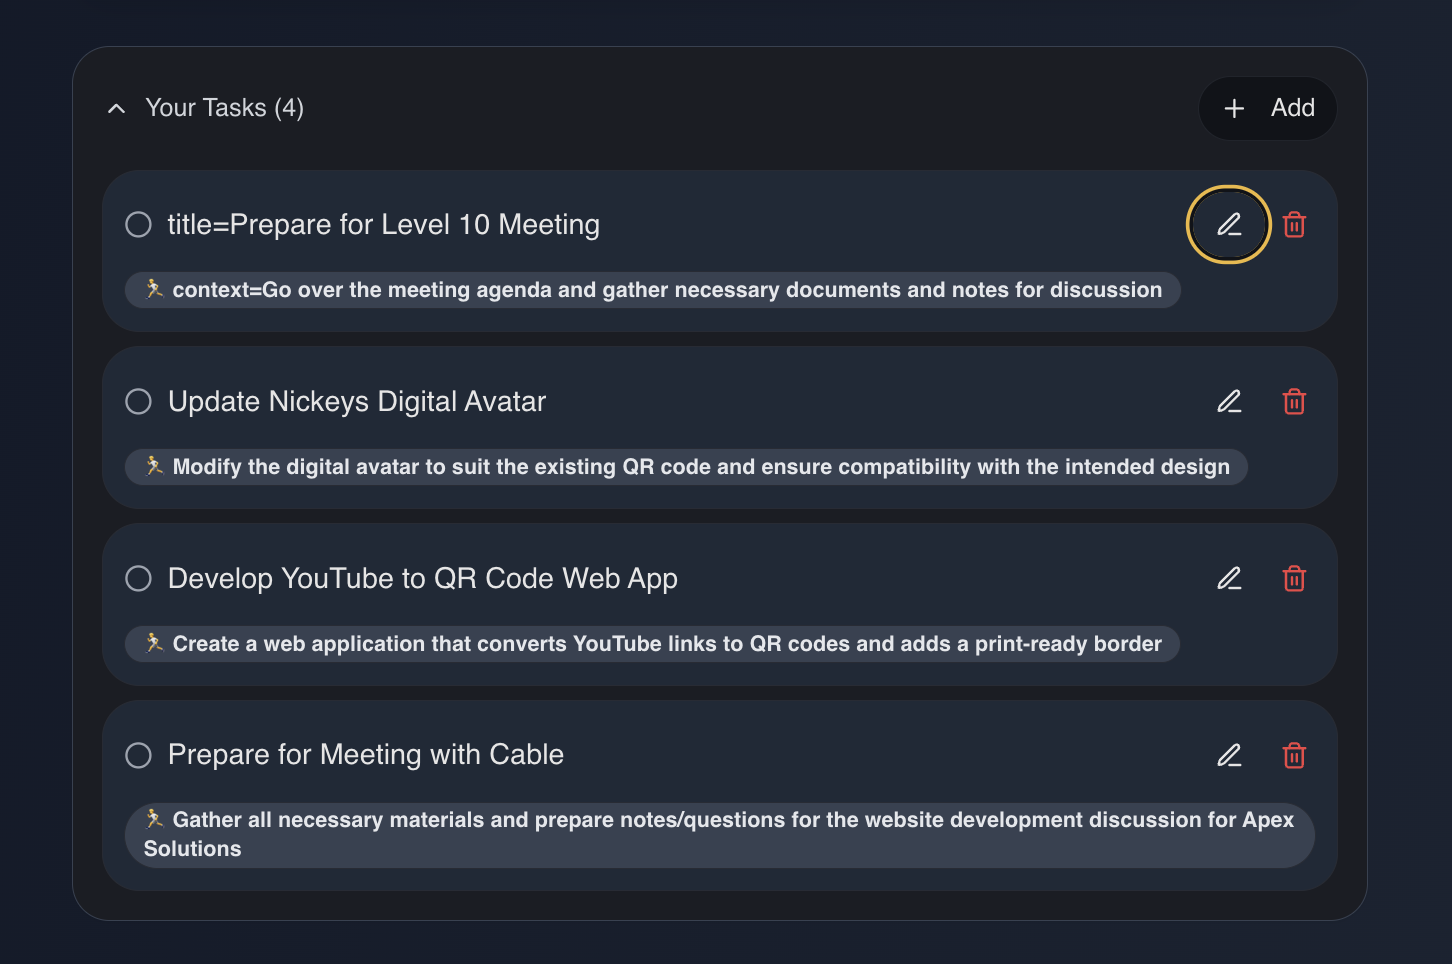 Your Tasks (4)
Add
title=Prepare for Level 10 Meeting
🏃 context=Go over the meeting agenda and gather necessary documents and notes for discussion
Update Nickeys Digital Avatar
🏃 Modify the digital avatar to suit the existing QR code and ensure compatibility with the intended design
Develop YouTube to QR Code Web App
🏃 Create a web application that converts YouTube links to QR codes and adds a print-ready border
Prepare for Meeting with Cable
🏃 Gather all necessary materials and prepare notes/questions for the website development discussion for Apex
Solutions